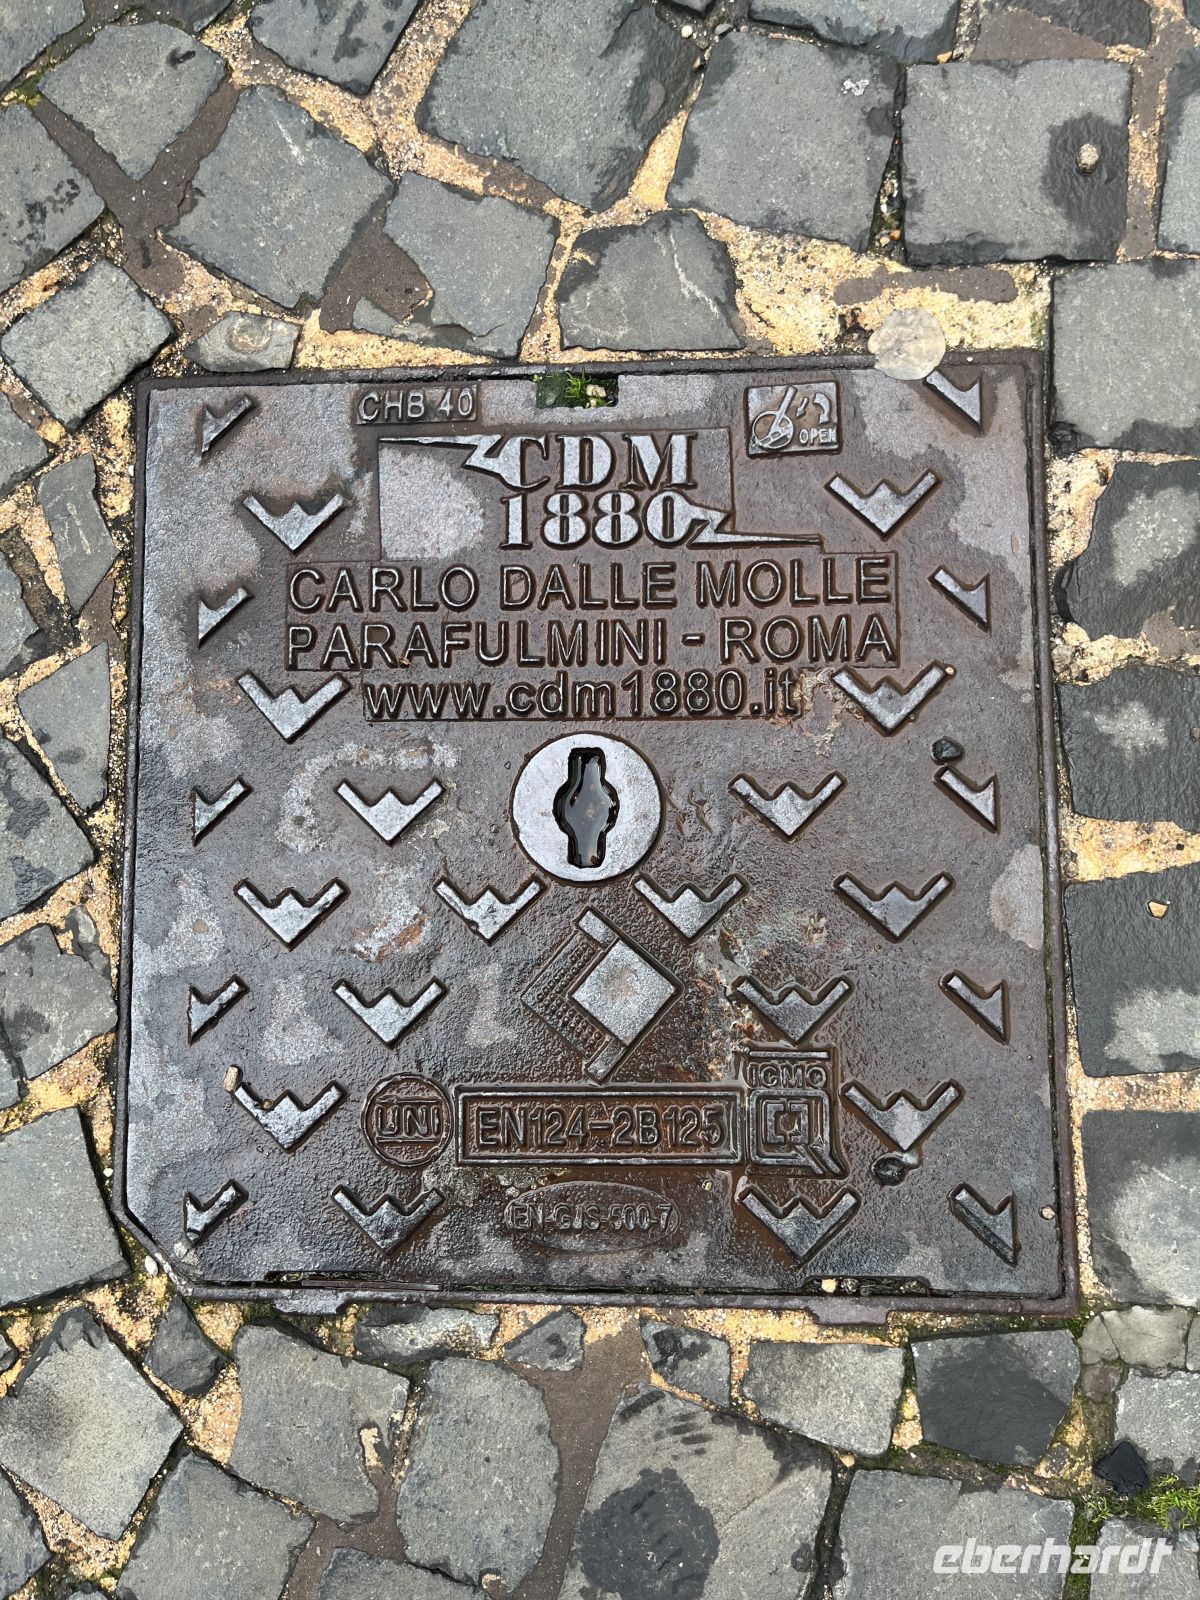 CHB 40
OPEN
CDM
1880
CARLO DALLE MOLLE
PARAFULMINI - ROMA
www.cdm1880.it
ICMQ
UNI
EN124-2B125
EN-GJS-500-7
eberhardt